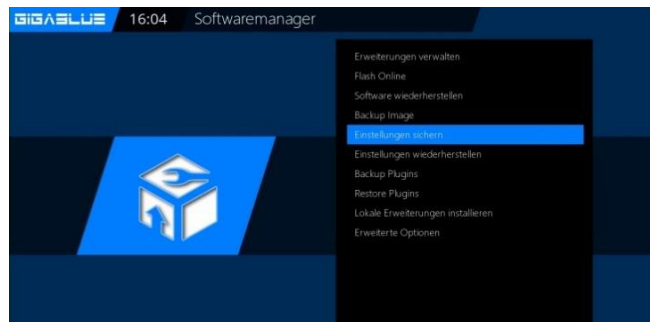 GIGABLUE 16:04 Softwaremanager
Erweiterungen verwalten
Flash Online
Software wiederherstellen
Backup Image
Einstellungen sichern
Einstellungen wiederherstellen
Backup Plugins
Restore Plugins
Lokale Erweiterungen installieren
Erweiterte Optionen